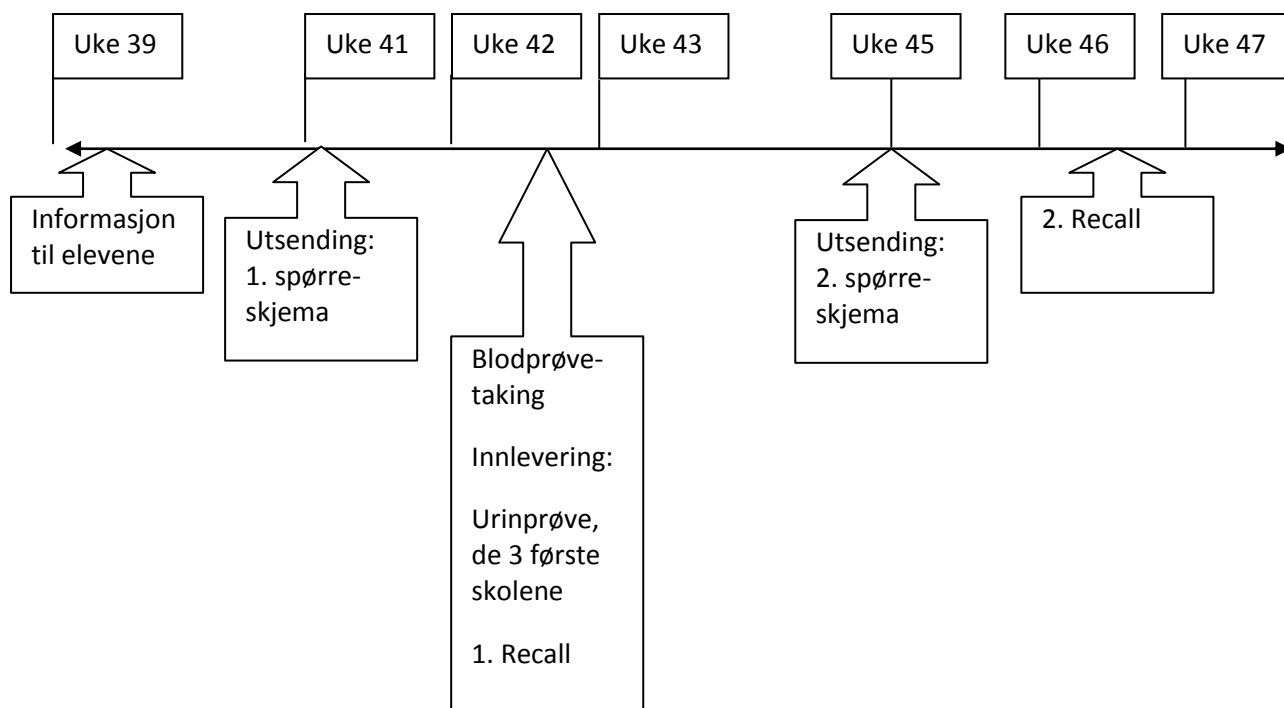 Uke 39
Uke 41
Uke 42
Uke 43
Uke 45
Uke 46
Uke 47
Informasjon
til elevene
Utsending:
1. spørre-
skjema
Blodprøve-
taking
Innlevering:
Urinprøve,
de 3 første
skolene
1. Recall
Utsending:
2. spørre-
skjema
2. Recall